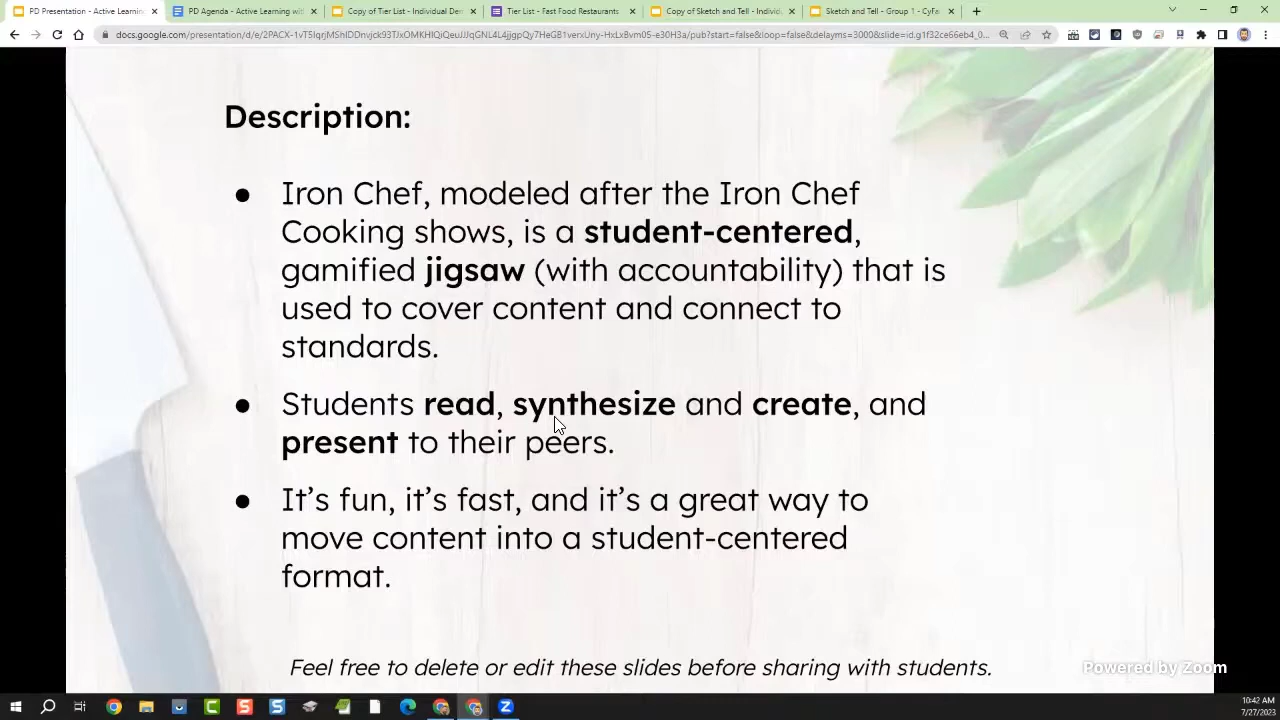 PD Presentation - Active Learnin
PD Agenda - Active Learning with
Copy of Tier List - Individual Den
Tier List - Fast Food Restaurants
Copy of Sketch and Tell - Individu
Sketch and Tell - Group 1 - CyFa
Description:
● Iron Chef, modeled after the Iron Chef
Cooking shows, is a student-centered,
gamified jigsaw (with accountability) that is
used to cover content and connect to
standards.
● Students read, synthesize and create, and
present to their peers.
● It’s fun, it’s fast, and it’s a great way to
move content into a student-centered
format.
Feel free to delete or edit these slides before sharing with students.
Powered by Zoom
10:42 AM
7/27/2023